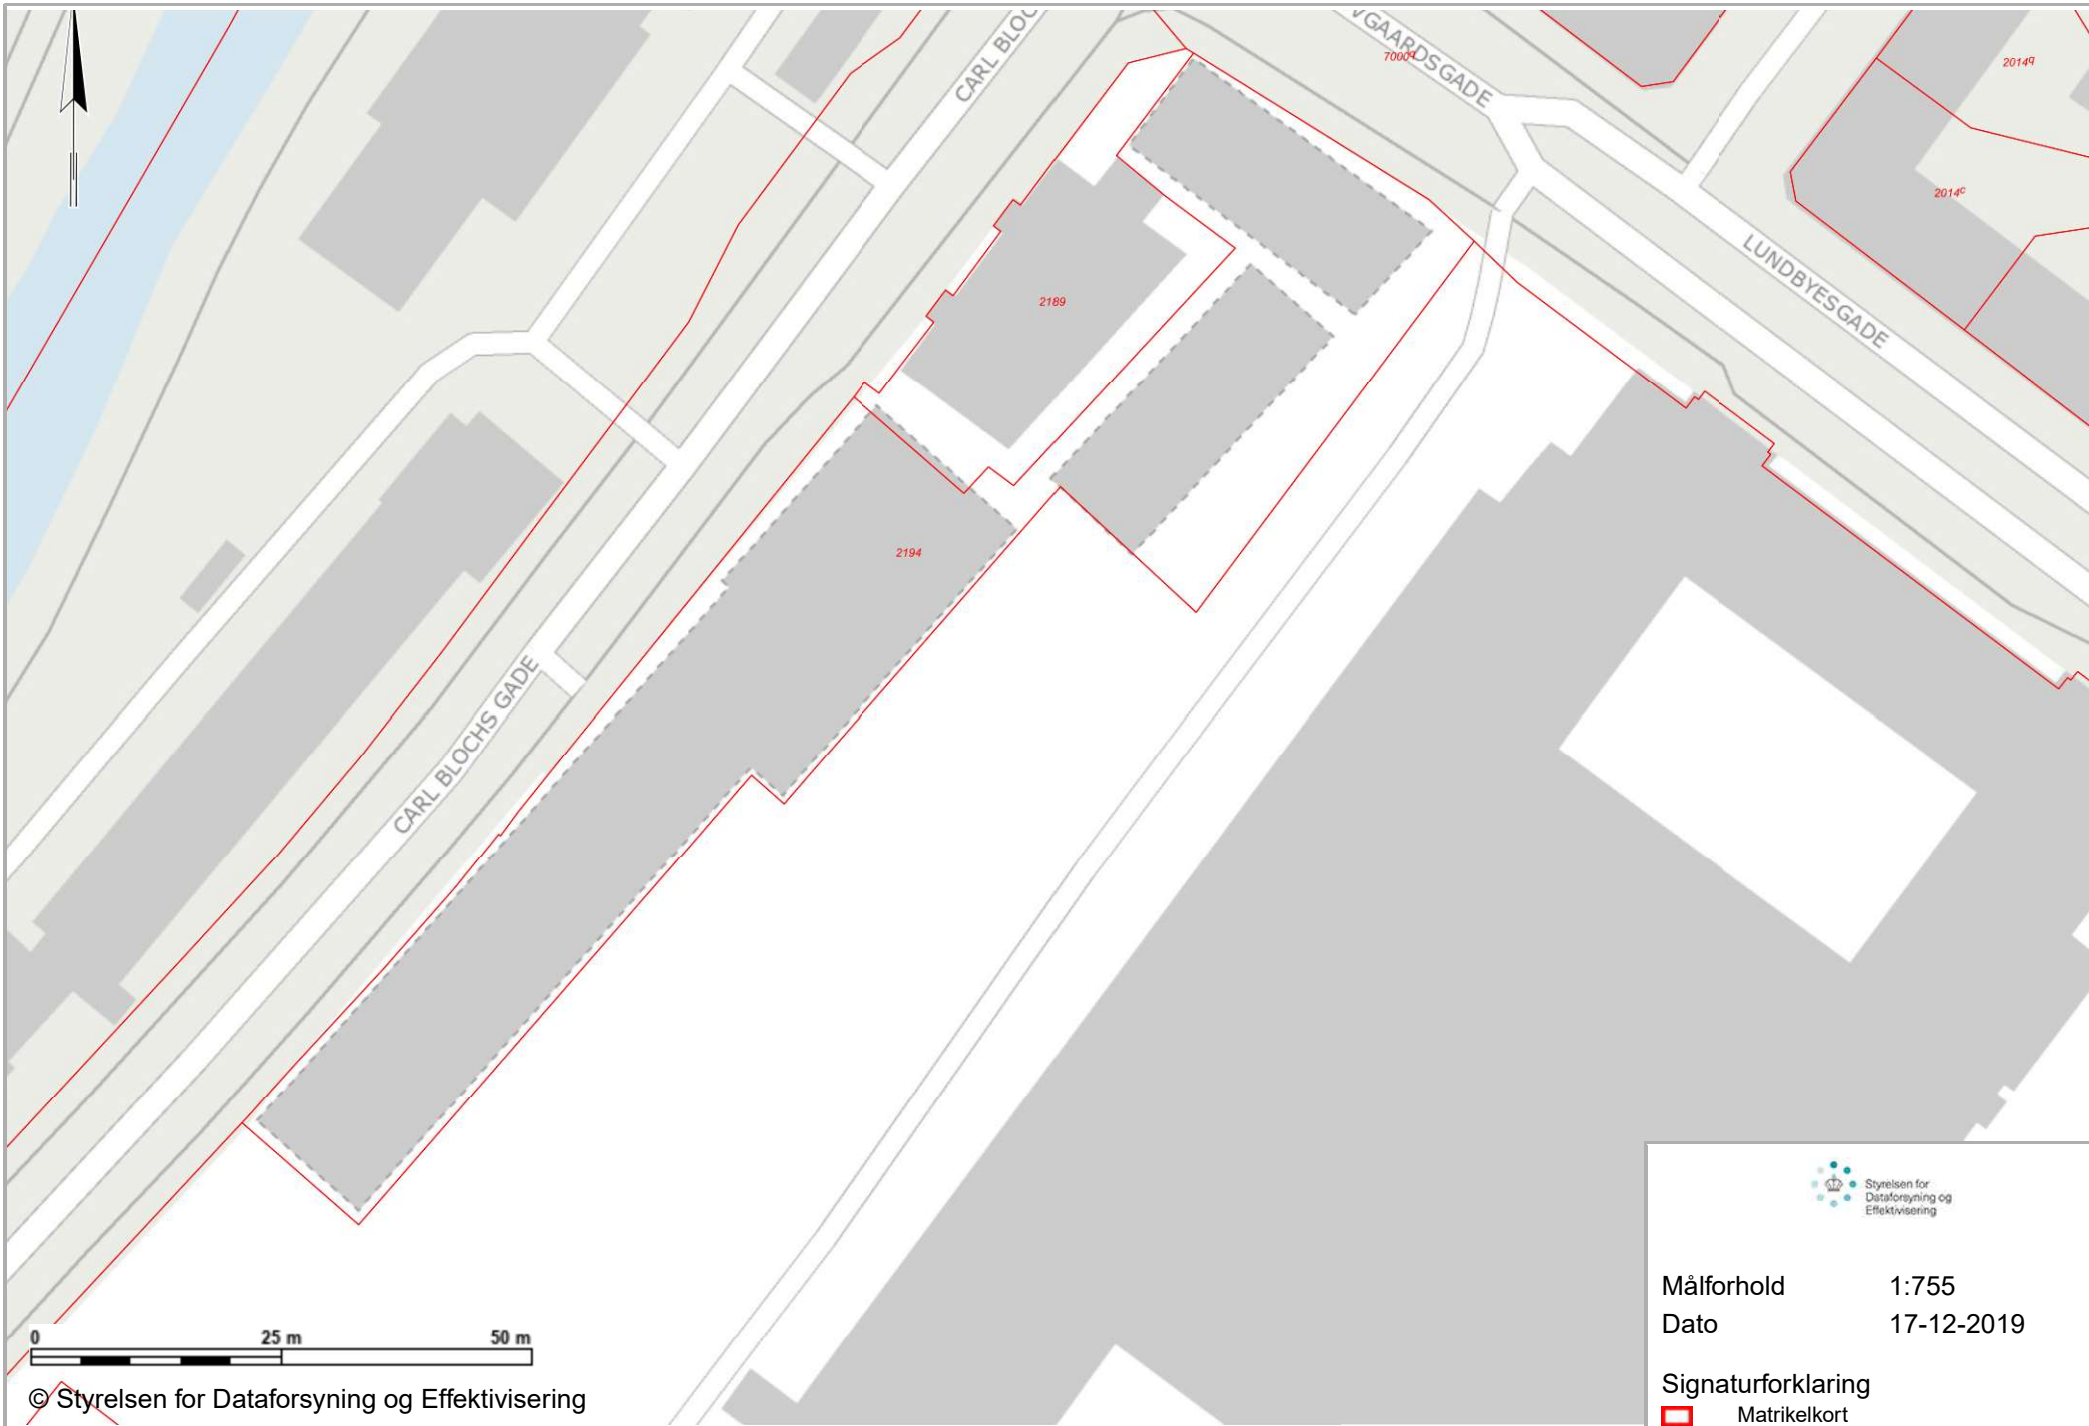 CARL BLOC
VGAARDSGADE
7000q
2014q
2014c
LUNDBYESGADE
2189
2194
CARL BLOCHS GADE
Styrelsen for
Dataforsyning og
Effektivisering
Målforhold 1:755
Dato 17-12-2019
Signaturforklaring
Matrikelkort
0 25 m 50 m
© Styrelsen for Dataforsyning og Effektivisering